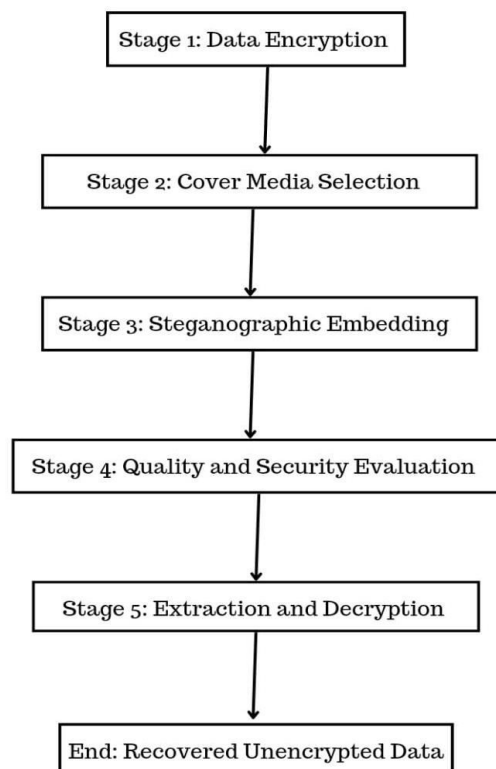 Stage 1: Data Encryption
Stage 2: Cover Media Selection
Stage 3: Steganographic Embedding
Stage 4: Quality and Security Evaluation
Stage 5: Extraction and Decryption
End: Recovered Unencrypted Data